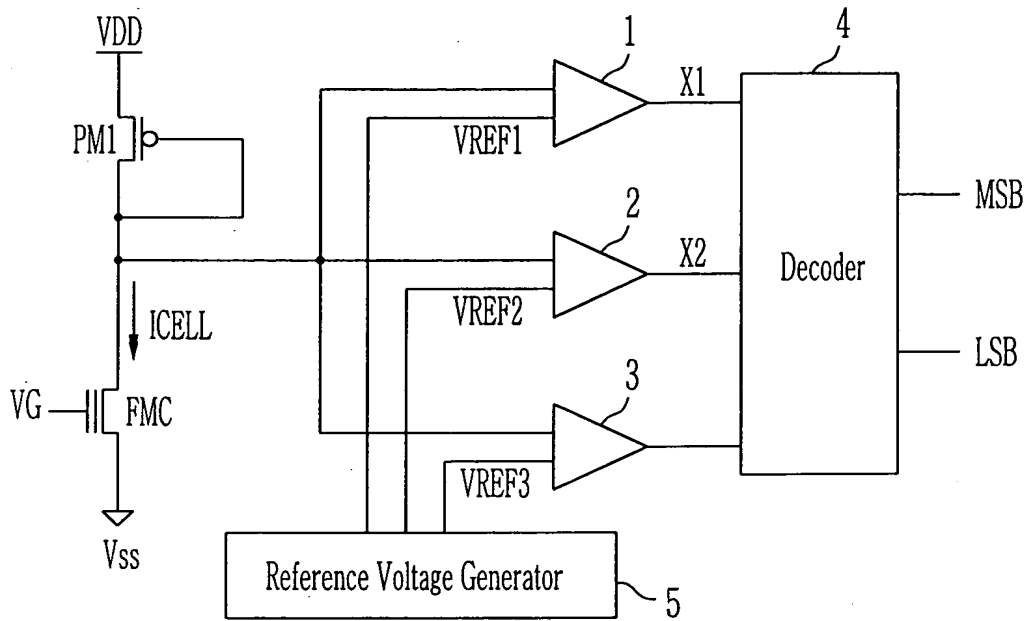 VDD
PM1
ICELL
VG
FMC
Vss
1
VREF1
X1
2
VREF2
X2
3
VREF3
4
Decoder
MSB
LSB
Reference Voltage Generator
5